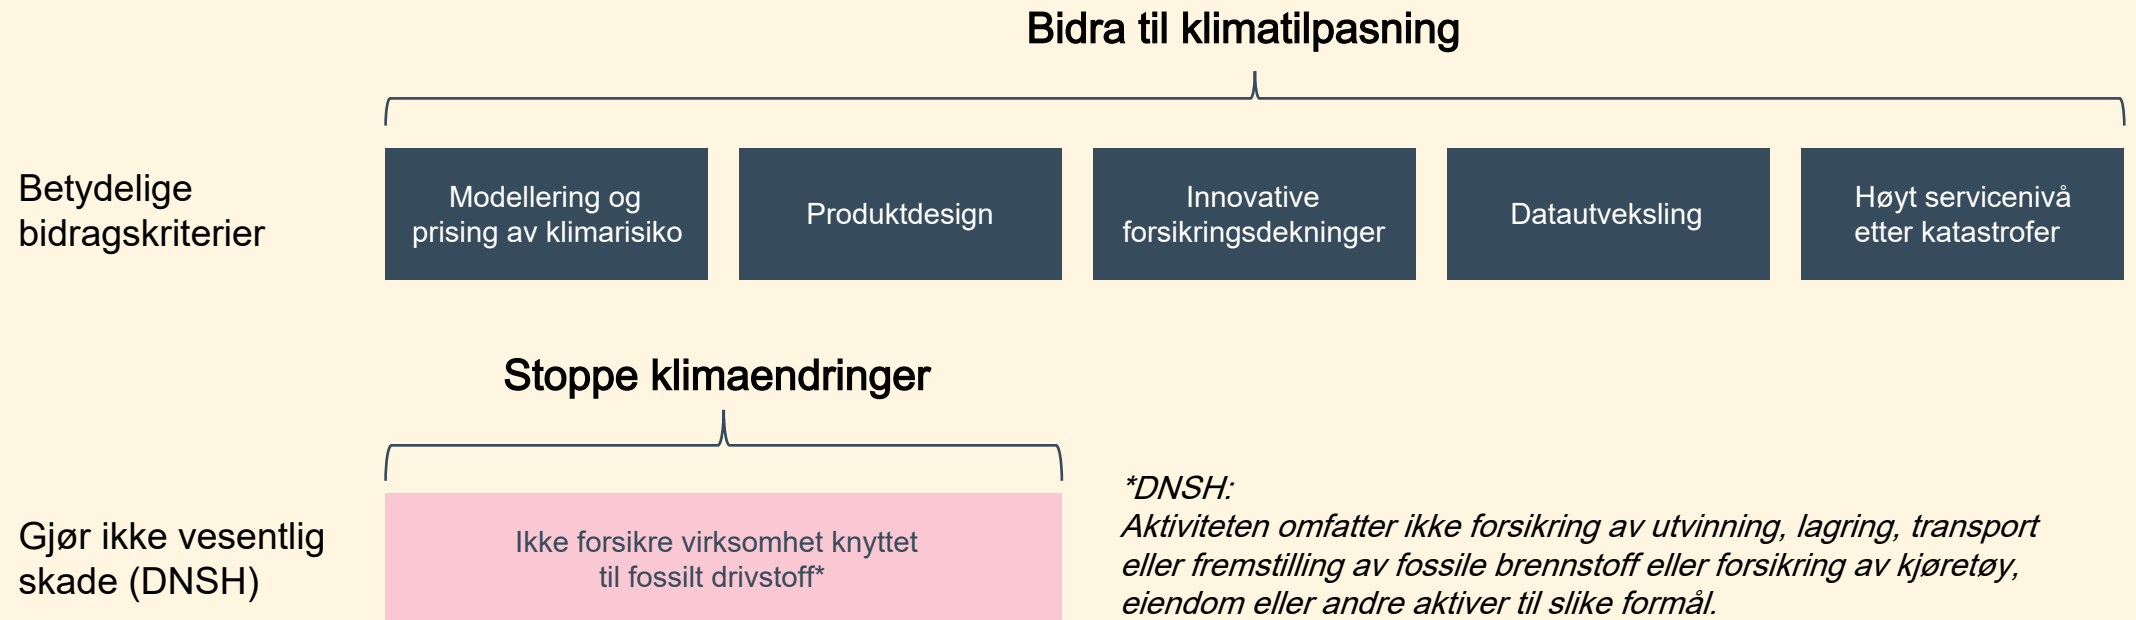 Bidra til klimatilpasning
Betydelige
bidragskriterier
Modellering og
prising av klimarisiko
Produktdesign
Innovative
forsikringsdekninger
Datautveksling
Høyt servicenivå
etter katastrofer
Stoppe klimaendringer
Gjør ikke vesentlig
skade (DNSH)
Ikke forsikre virksomhet knyttet
til fossilt drivstoff*
*DNSH:
Aktiviteten omfatter ikke forsikring av utvinning, lagring, transport
eller fremstilling av fossile brennstoff eller forsikring av kjøretøy,
eiendom eller andre aktiver til slike formål.